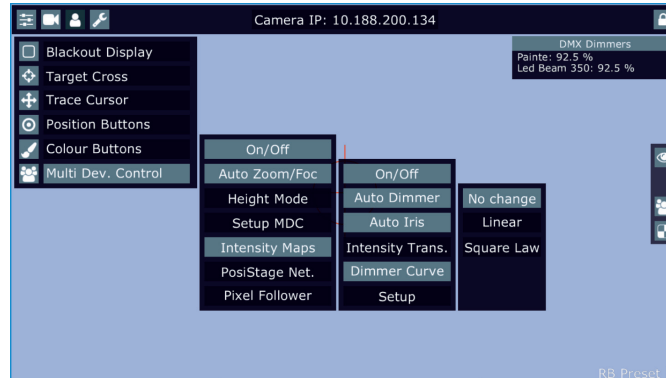 Camera IP: 10.188.200.134
DMX Dimmers
Painte: 92.5 %
Led Beam 350: 92.5 %
Blackout Display
Target Cross
Trace Cursor
Position Buttons
Colour Buttons
Multi Dev. Control
On/Off
Auto Zoom/Foc
Height Mode
Setup MDC
Intensity Maps
PosiStage Net.
Pixel Follower
On/Off
Auto Dimmer
Auto Iris
Intensity Trans.
Dimmer Curve
Setup
No change
Linear
Square Law
RB Preset